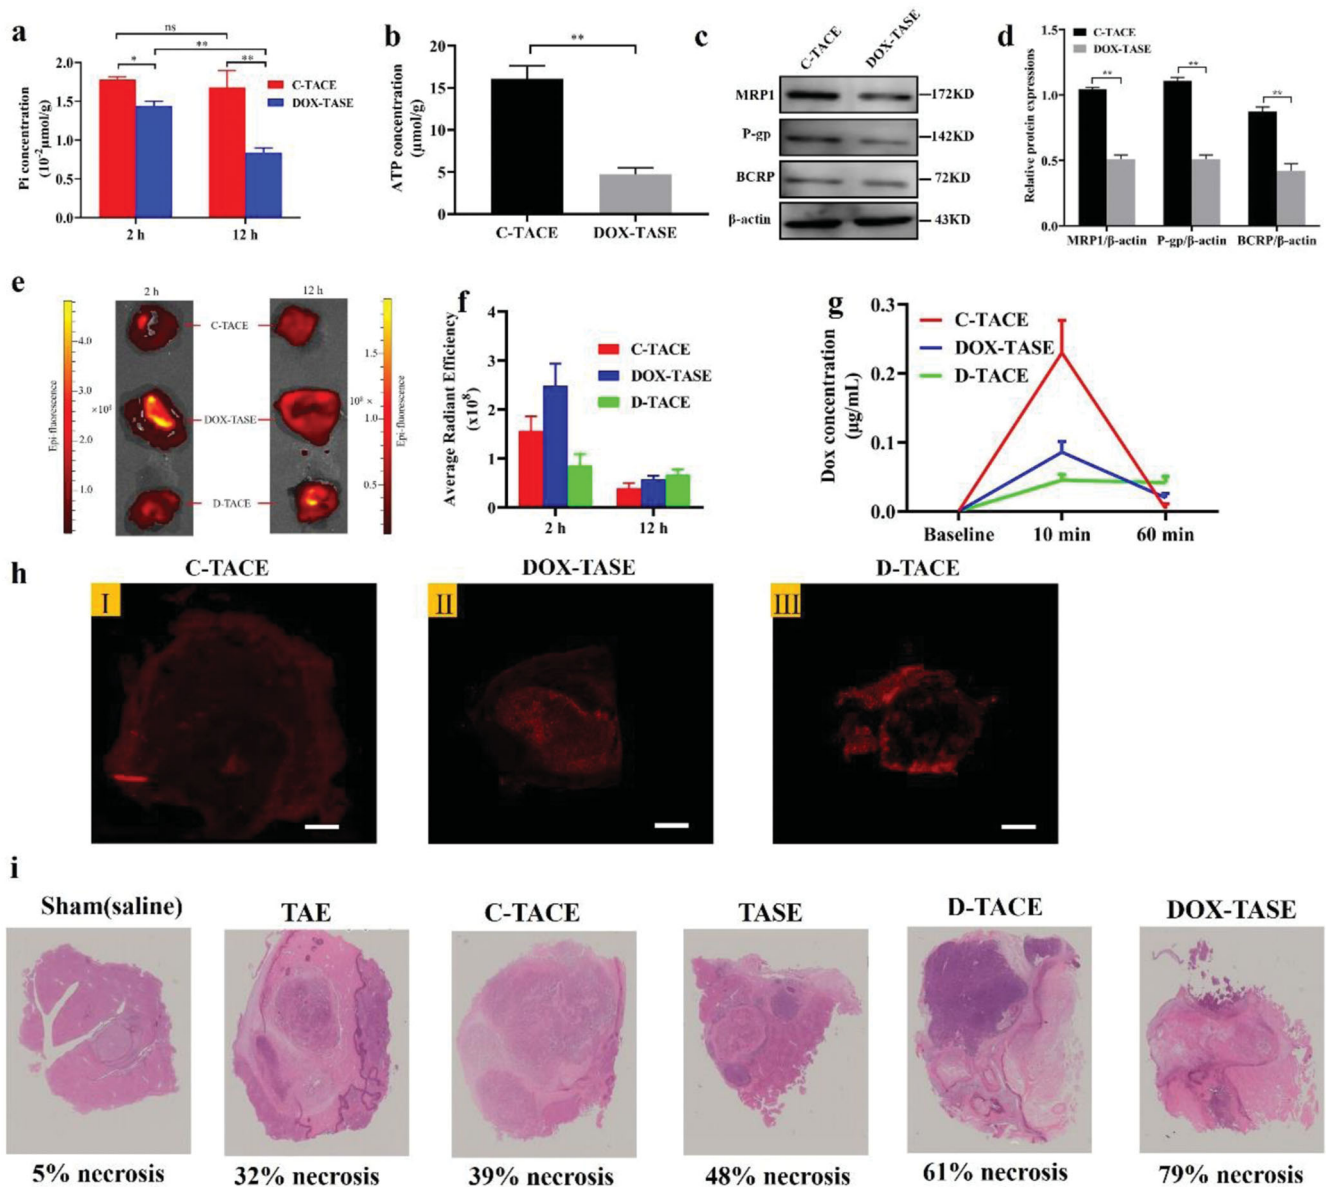 a
ns
**
*
**
Pi concentration
(10⁻²μmol/g)
2.0
1.5
1.0
0.5
0.0
2 h
12 h
C-TACE
DOX-TASE
b
**
ATP concentration
(μmol/g)
20
15
10
5
0
C-TACE
DOX-TASE
c
C-TACE
DOX-TASE
MRP1
172KD
P-gp
142KD
BCRP
72KD
β-actin
43KD
d
C-TACE
DOX-TASE
**
**
**
Relative protein expressions
1.5
1.0
0.5
0.0
MRP1/β-actin
P-gp/β-actin
BCRP/β-actin
e
2 h
12 h
C-TACE
DOX-TASE
D-TACE
Epi-fluorescence
4.0
3.0
×10⁸
2.0
1.0
1.5
10⁸ ×
1.0
0.5
Epi-fluorescence
f
Average Radiant Efficiency
(x10⁸)
4
3
2
1
0
2 h
12 h
C-TACE
DOX-TASE
D-TACE
g
Dox concentration
(μg/mL)
0.3
0.2
0.1
0.0
Baseline
10 min
60 min
C-TACE
DOX-TASE
D-TACE
h
C-TACE
DOX-TASE
D-TACE
I
II
III
i
Sham(saline)
TAE
C-TACE
TASE
D-TACE
DOX-TASE
5% necrosis
32% necrosis
39% necrosis
48% necrosis
61% necrosis
79% necrosis